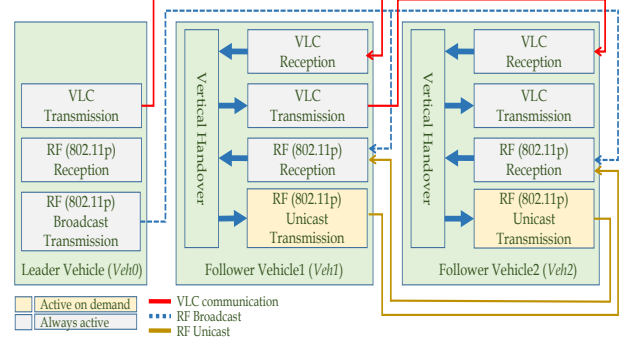 VLC
Transmission
RF (802.11p)
Reception
RF (802.11p)
Broadcast
Transmission
Leader Vehicle (Veh0)
Vertical Handover
VLC
Reception
VLC
Transmission
RF (802.11p)
Reception
RF (802.11p)
Unicast
Transmission
Follower Vehicle1 (Veh1)
Vertical Handover
VLC
Reception
VLC
Transmission
RF (802.11p)
Reception
RF (802.11p)
Unicast
Transmission
Follower Vehicle2 (Veh2)
Active on demand
Always active
VLC communication
RF Broadcast
RF Unicast